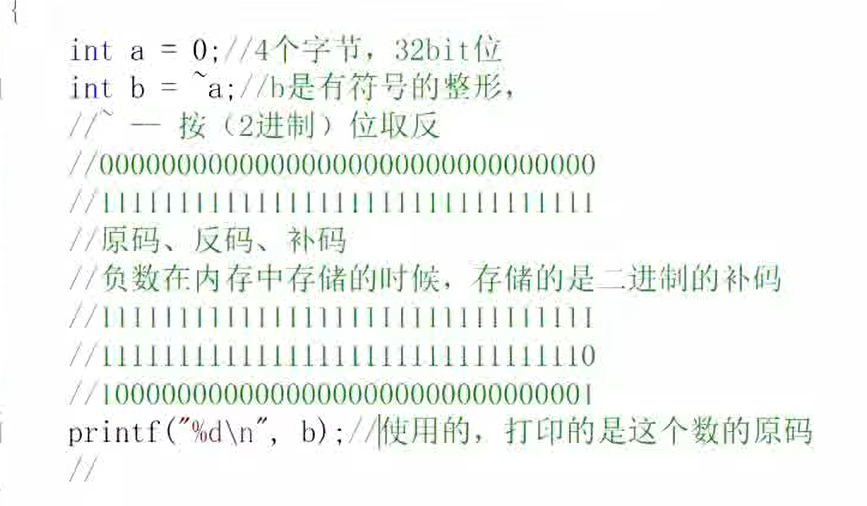 {
int a = 0;//4个字节，32bit位
int b = ~a;//b是有符号的整形，
//~ -- 按（2进制）位取反
//00000000000000000000000000000000
//11111111111111111111111111111111
//原码、反码、补码
//负数在内存中存储的时候，存储的是二进制的补码
//11111111111111111111111111111111
//11111111111111111111111111111110
//10000000000000000000000000000001
printf("%d\n", b);//使用的，打印的是这个数的原码
//